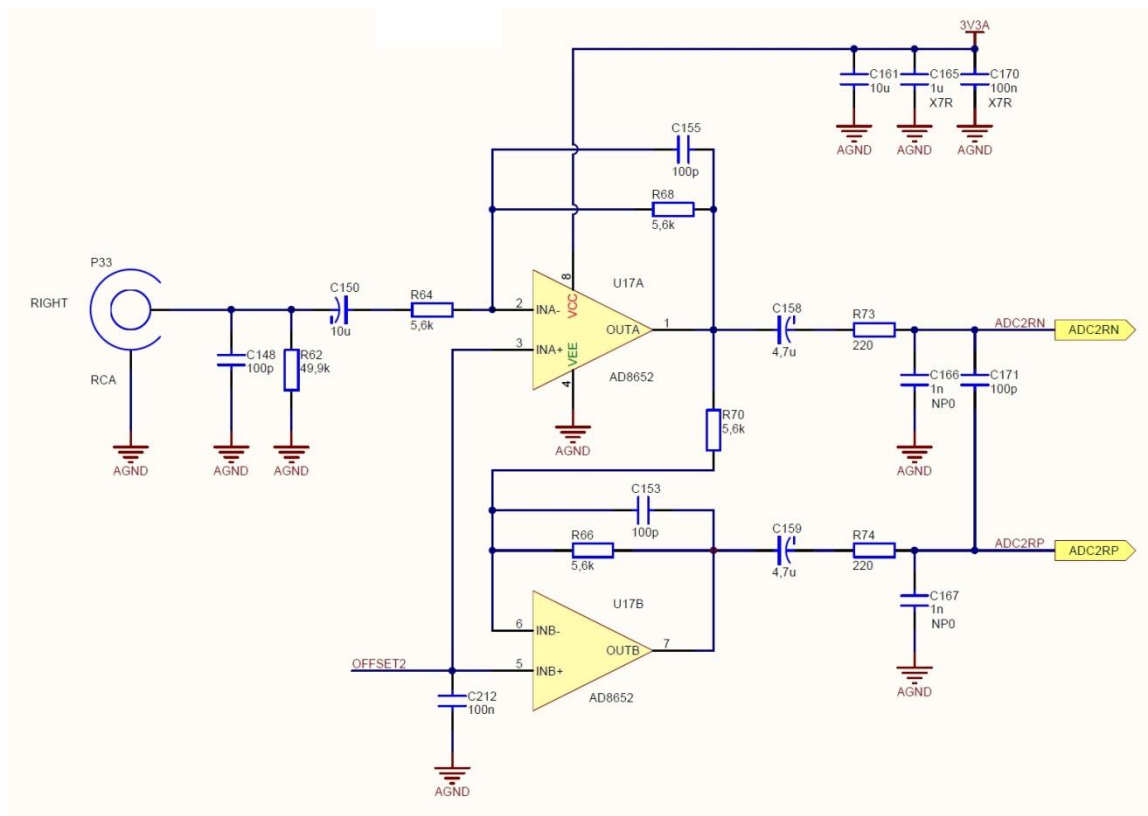 3V3A
C161
10u
C165
1u
X7R
C170
100n
X7R
AGND
AGND
AGND
C155
100p
R68
5,6k
P33
RIGHT
RCA
C150
10u
R64
5,6k
C148
100p
R62
49,9k
AGND
AGND
AGND
U17A
8
VCC
2
INA-
3
INA+
OUTA
1
VEE
4
AD8652
AGND
C158
4,7u
R73
220
ADC2RN
ADC2RN
C166
1n
NP0
C171
100p
AGND
R70
5,6k
C153
100p
R66
5,6k
C159
4,7u
R74
220
ADC2RP
ADC2RP
C167
1n
NP0
AGND
U17B
6
INB-
5
INB+
OUTB
7
AD8652
OFFSET2
C212
100n
AGND